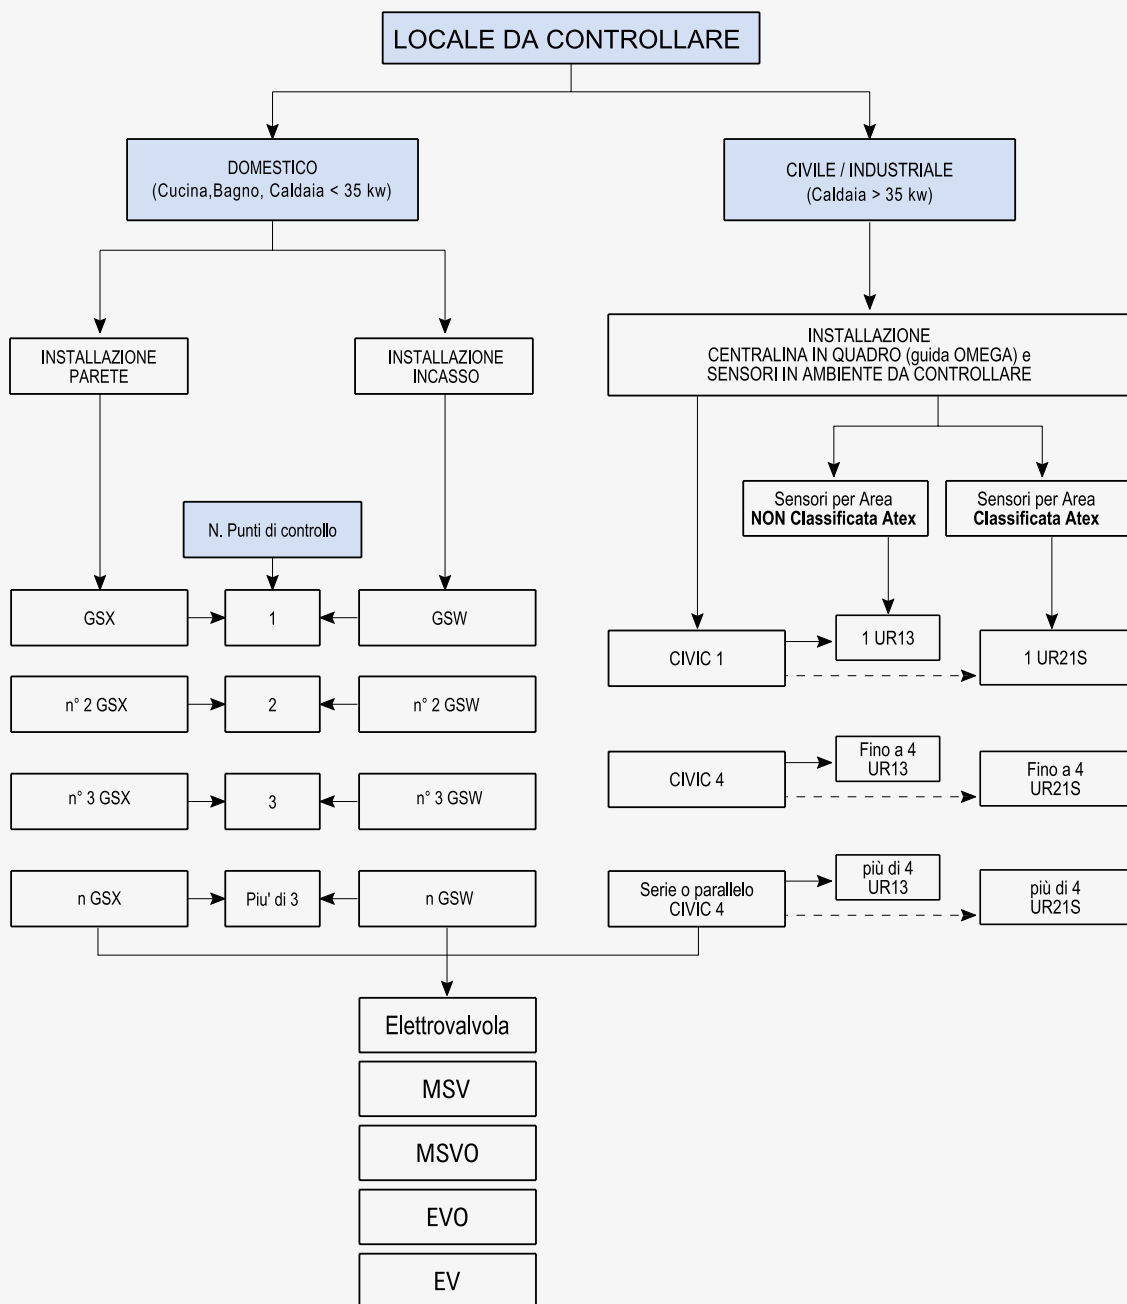 LOCALE DA CONTROLLARE
DOMESTICO
(Cucina,Bagno, Caldaia < 35 kw)
CIVILE / INDUSTRIALE
(Caldaia > 35 kw)
INSTALLAZIONE
PARETE
INSTALLAZIONE
INCASSO
INSTALLAZIONE
CENTRALINA IN QUADRO (guida OMEGA) e
SENSORI IN AMBIENTE DA CONTROLLARE
Sensori per Area
NON Classificata Atex
Sensori per Area
Classificata Atex
N. Punti di controllo
GSX
1
GSW
CIVIC 1
1 UR13
1 UR21S
n° 2 GSX
2
n° 2 GSW
n° 3 GSX
3
n° 3 GSW
CIVIC 4
Fino a 4
UR13
Fino a 4
UR21S
n GSX
Piu' di 3
n GSW
Serie o parallelo
CIVIC 4
più di 4
UR13
più di 4
UR21S
Elettrovalvola
MSV
MSVO
EVO
EV